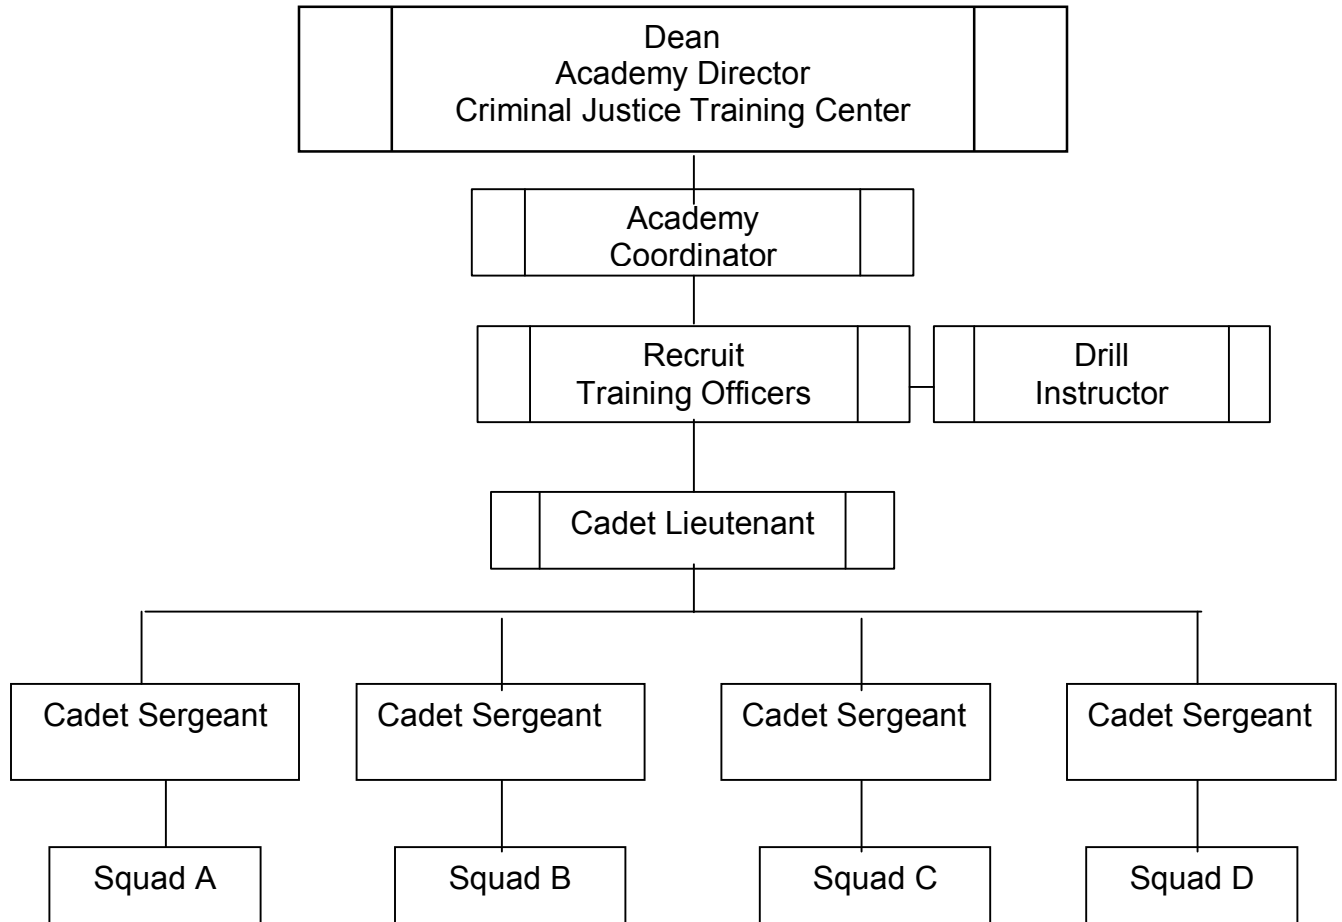 Dean
Academy Director
Criminal Justice Training Center
Academy
Coordinator
Recruit
Training Officers
Drill
Instructor
Cadet Lieutenant
Cadet Sergeant
Cadet Sergeant
Cadet Sergeant
Cadet Sergeant
Squad A
Squad B
Squad C
Squad D